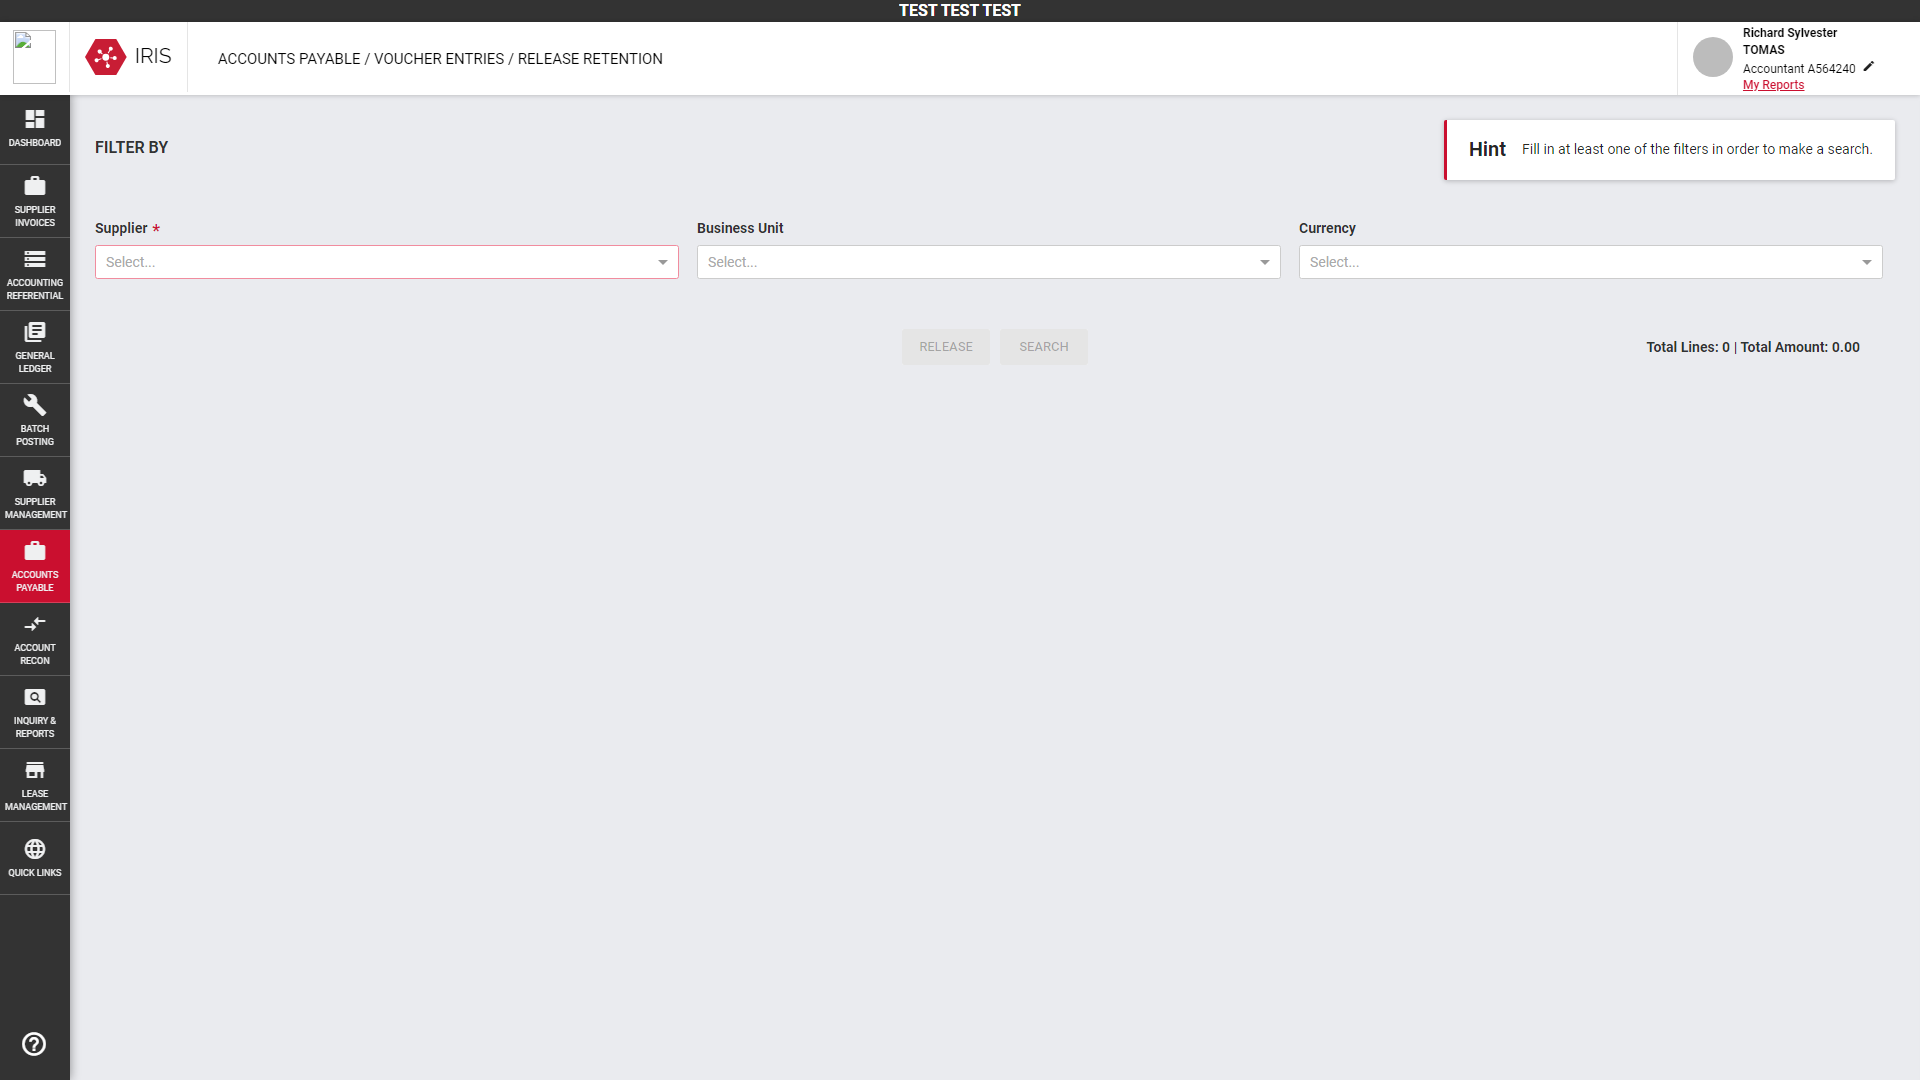 TEST TEST TEST
IRIS
ACCOUNTS PAYABLE / VOUCHER ENTRIES / RELEASE RETENTION
Richard Sylvester
TOMAS
Accountant A564240
My Reports
DASHBOARD
SUPPLIER
INVOICES
ACCOUNTING
REFERENTIAL
GENERAL
LEDGER
BATCH
POSTING
SUPPLIER
MANAGEMENT
ACCOUNTS
PAYABLE
ACCOUNT
RECON
INQUIRY &
REPORTS
LEASE
MANAGEMENT
QUICK LINKS
FILTER BY
Hint Fill in at least one of the filters in order to make a search.
Supplier * Business Unit Currency
Select... Select... Select...
RELEASE SEARCH Total Lines: 0 | Total Amount: 0.00